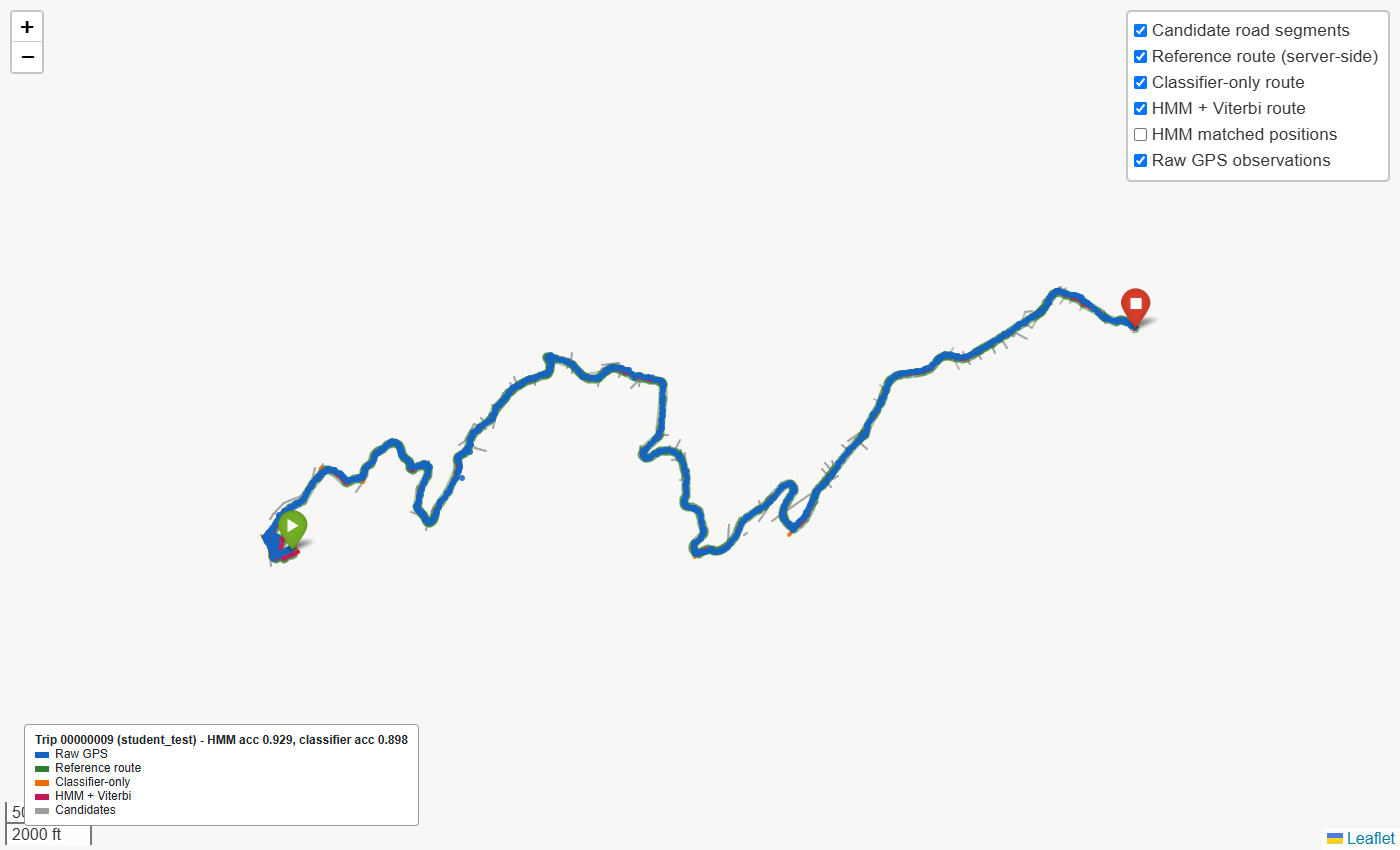 +
−
Candidate road segments
Reference route (server-side)
Classifier-only route
HMM + Viterbi route
HMM matched positions
Raw GPS observations
Trip 00000009 (student_test) - HMM acc 0.929, classifier acc 0.898
Raw GPS
Reference route
Classifier-only
HMM + Viterbi
Candidates
2000 ft
Leaflet